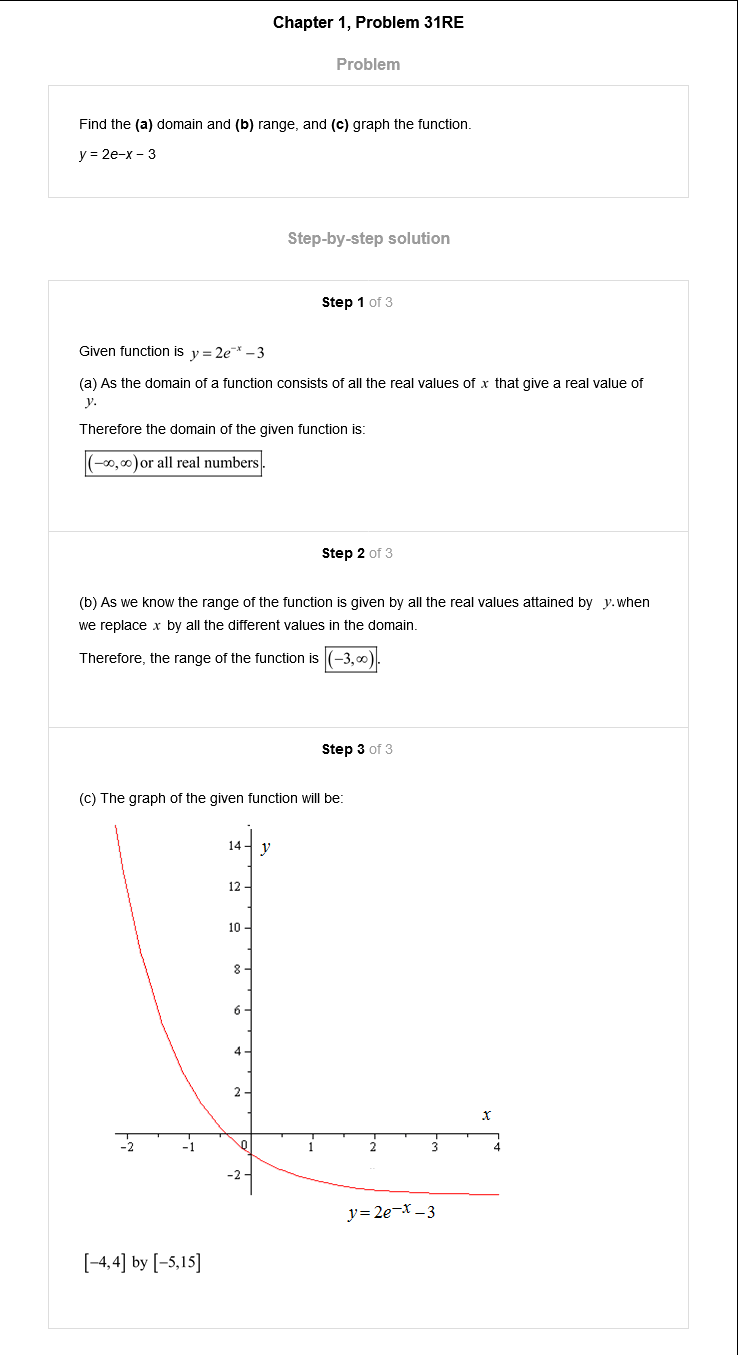 Chapter 1, Problem 31RE
Problem
Find the (a) domain and (b) range, and (c) graph the function.
y = 2e−x − 3
Step-by-step solution
Step 1 of 3
Given function is y = 2e⁻ˣ − 3
(a) As the domain of a function consists of all the real values of x that give a real value of
y.
Therefore the domain of the given function is:
(−∞,∞) or all real numbers.
Step 2 of 3
(b) As we know the range of the function is given by all the real values attained by y. when
we replace x by all the different values in the domain.
Therefore, the range of the function is (−3,∞).
Step 3 of 3
(c) The graph of the given function will be:
14 y
12
10
8
6
4
2
x
-2 -1 0 1 2 3 4
-2
y = 2e⁻ˣ − 3
[−4,4] by [−5,15]